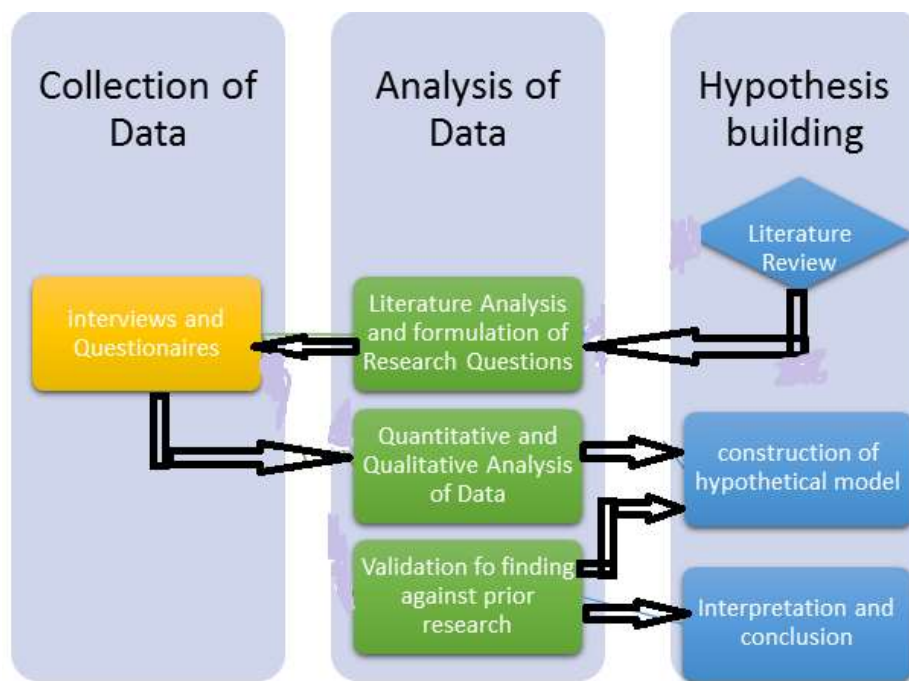 Collection of
Data
interviews and
Questionaires
Analysis of
Data
Literature Analysis
and formulation of
Research Questions
Quantitative and
Qualitative Analysis
of Data
Validation fo finding
against prior
research
Hypothesis
building
Literature
Review
construction of
hypothetical model
Interpretation and
conclusion